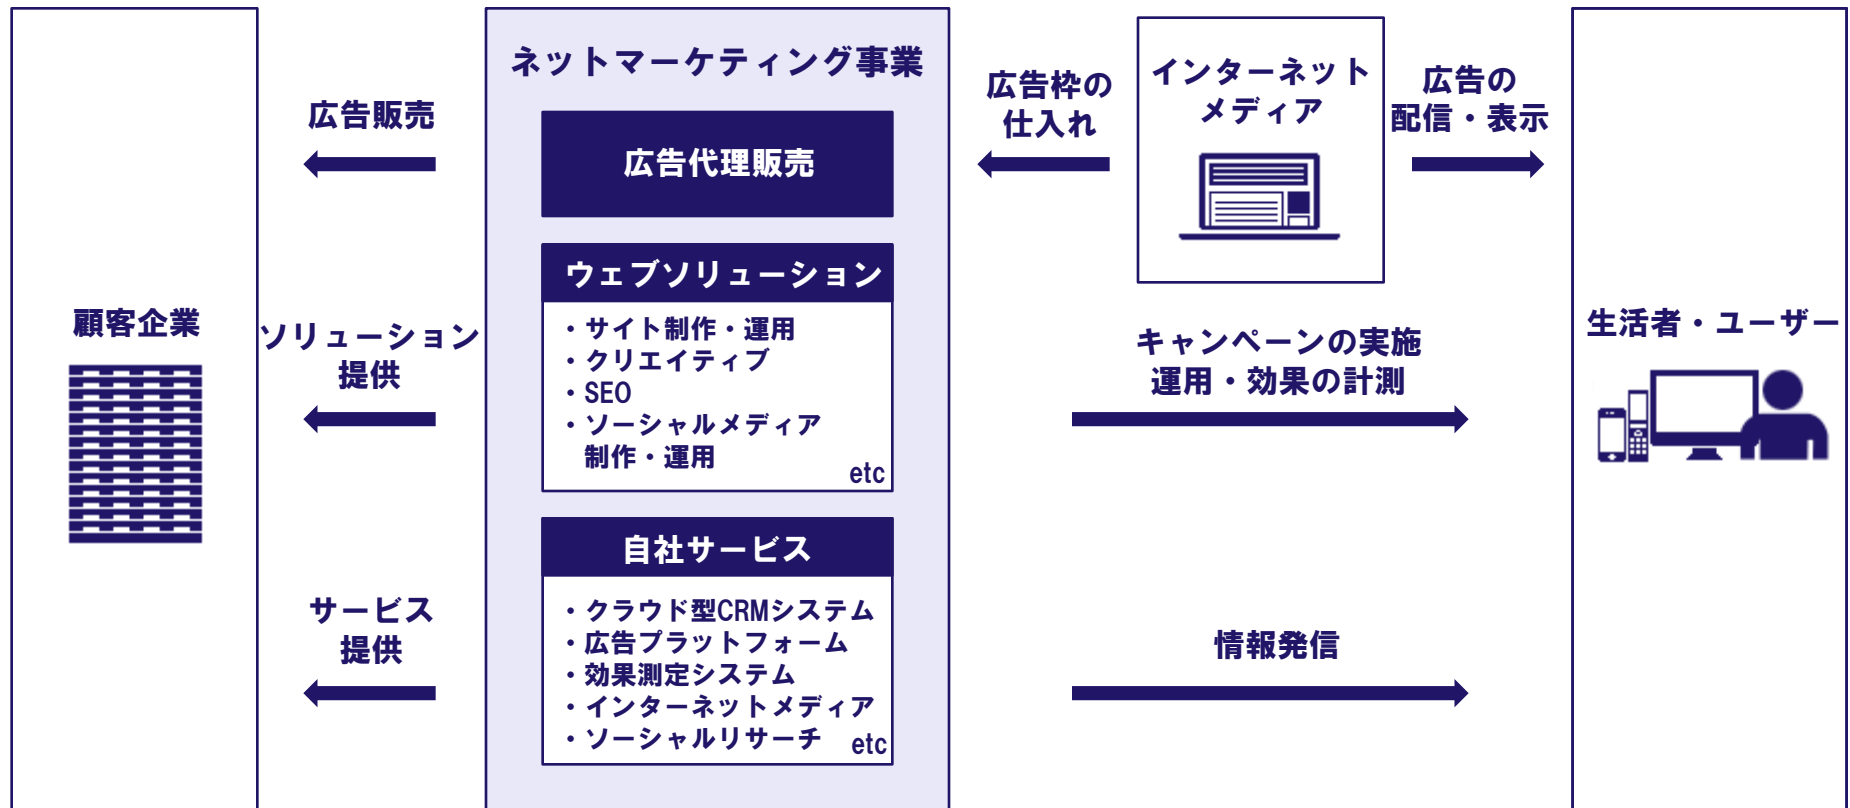 ネットマーケティング事業
広告販売
広告代理販売
広告枠の
仕入れ
インターネット
メディア
広告の
配信・表示
顧客企業
ソリューション
提供
ウェブソリューション
・サイト制作・運用
・クリエイティブ
・SEO
・ソーシャルメディア
制作・運用
etc
キャンペーンの実施
運用・効果の計測
生活者・ユーザー
サービス
提供
自社サービス
・クラウド型CRMシステム
・広告プラットフォーム
・効果測定システム
・インターネットメディア
・ソーシャルリサーチ etc
情報発信